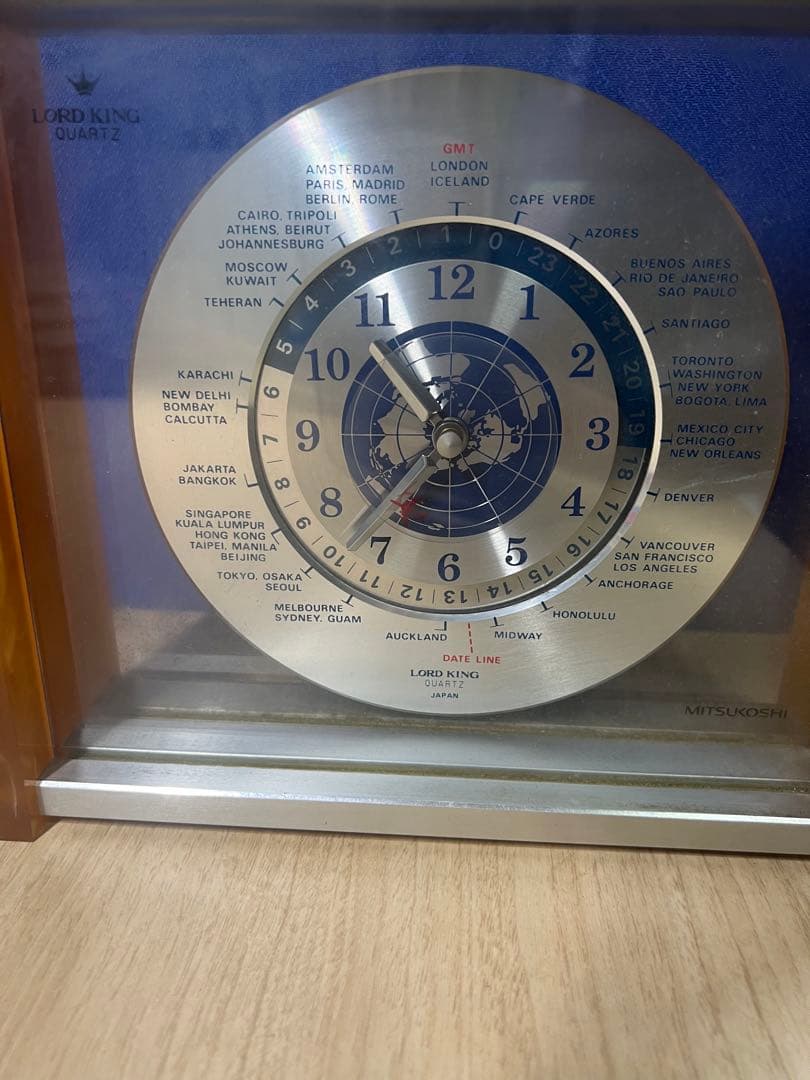 LORD KING
QUARTZ
GMT
LONDON
ICELAND
CAPE VERDE
AZORES
BUENOS AIRES
RIO DE JANEIRO
SAO PAULO
SANTIAGO
TORONTO
WASHINGTON
NEW YORK
BOGOTA, LIMA
MEXICO CITY
CHICAGO
NEW ORLEANS
DENVER
VANCOUVER
SAN FRANCISCO
LOS ANGELES
ANCHORAGE
HONOLULU
MIDWAY
DATE LINE
AUCKLAND
MELBOURNE
SYDNEY. GUAM
TOKYO. OSAKA
SEOUL
SINGAPORE
KUALA LUMPUR
HONG KONG
TAIPEI, MANILA
BEIJING
JAKARTA
BANGKOK
NEW DELHI
BOMBAY
CALCUTTA
KARACHI
TEHERAN
MOSCOW
KUWAIT
CAIRO, TRIPOLI
ATHENS, BEIRUT
JOHANNESBURG
AMSTERDAM
PARIS, MADRID
BERLIN, ROME
0 23 22 21 20 19 18 17 16 15 14 13 12 11 10 9 8 7 6 5 4 3 2 1
12 1 2 3 4 5 6 7 8 9 10 11
LORD KING
QUARTZ
JAPAN
MITSUKOSHI